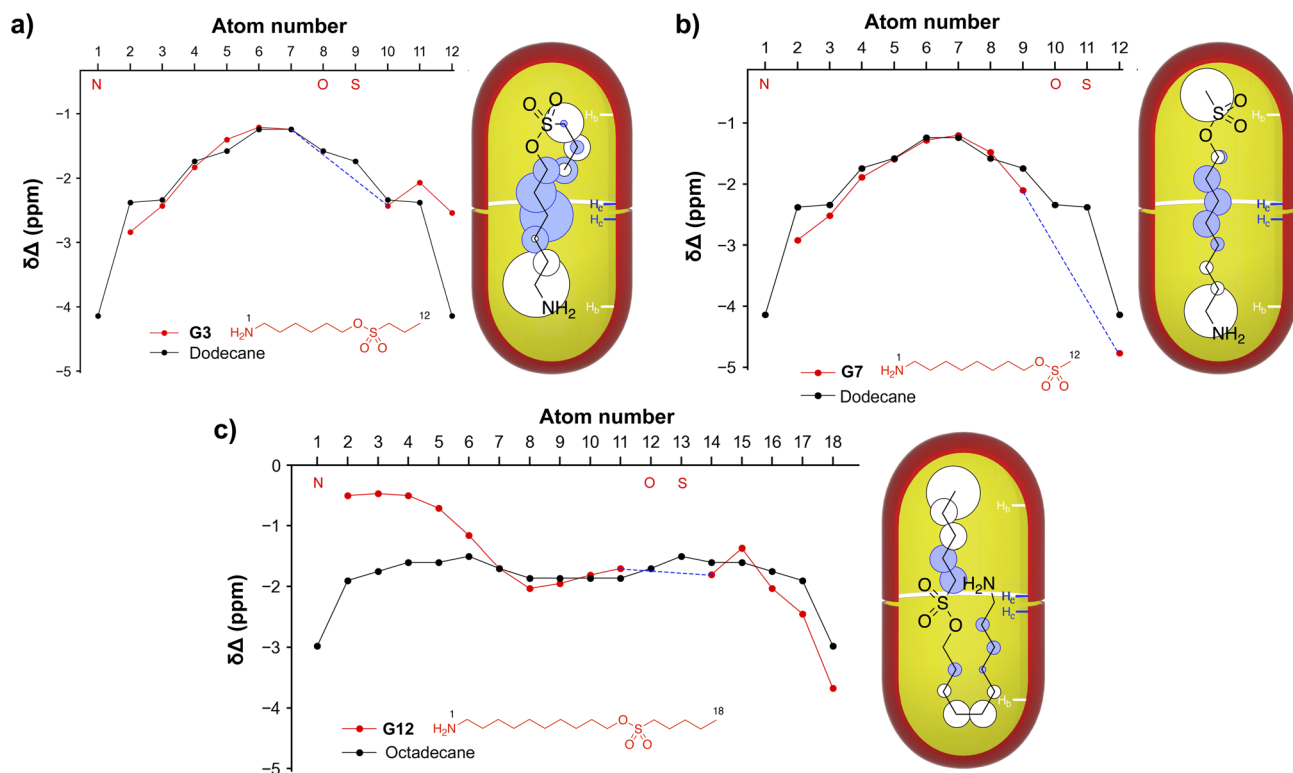 a)
Atom number
1 2 3 4 5 6 7 8 9 10 11 12
N O S
−1
−2
−3
−4
−5
δΔ (ppm)
G3
H2N 1 O S O O 12
Dodecane
O O
S
O
NH2
Hb
Hc
Hc
Hb
b)
Atom number
1 2 3 4 5 6 7 8 9 10 11 12
N O S
−1
−2
−3
−4
−5
δΔ (ppm)
G7
H2N 1 O S O O 12
Dodecane
O
S
O O
NH2
Hb
Hc
Hc
Hb
c)
Atom number
1 2 3 4 5 6 7 8 9 10 11 12 13 14 15 16 17 18
0
N O S
−1
−2
−3
−4
−5
δΔ (ppm)
G12
H2N 1 O S O O 18
Octadecane
Hb
H2N
O
S
O O
Hc
Hc
Hb